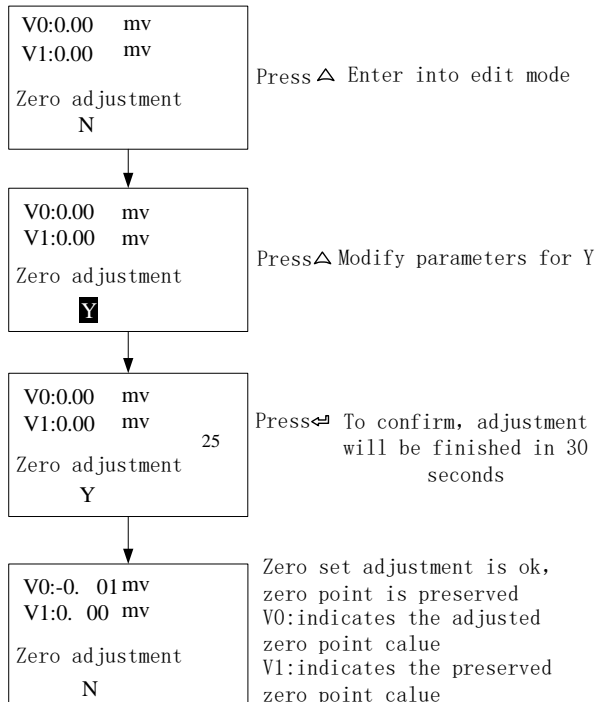 V0:0.00 mv
V1:0.00 mv
Zero adjustment
N
Press △ Enter into edit mode
V0:0.00 mv
V1:0.00 mv
Zero adjustment
Y
Press△ Modify parameters for Y
V0:0.00 mv
V1:0.00 mv
25
Zero adjustment
Y
Press↵ To confirm, adjustment
will be finished in 30
seconds
V0:-0. 01mv
V1:0. 00 mv
Zero adjustment
N
Zero set adjustment is ok,
zero point is preserved
V0:indicates the adjusted
zero point calue
V1:indicates the preserved
zero point calue